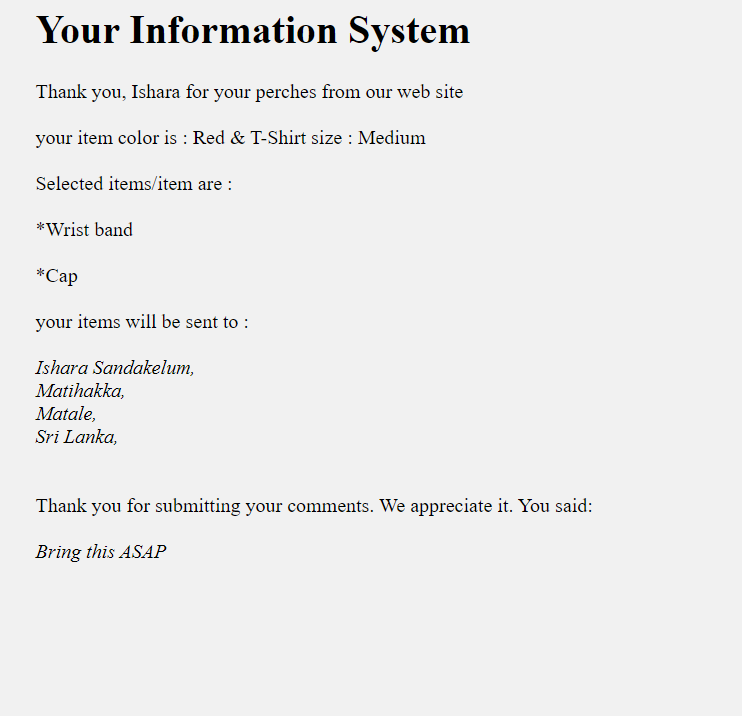 Your Information System
Thank you, Ishara for your perches from our web site
your item color is : Red & T-Shirt size : Medium
Selected items/item are :
*Wrist band
*Cap
your items will be sent to :
Ishara Sandakelum,
Matihakka,
Matale,
Sri Lanka,
Thank you for submitting your comments. We appreciate it. You said:
Bring this ASAP